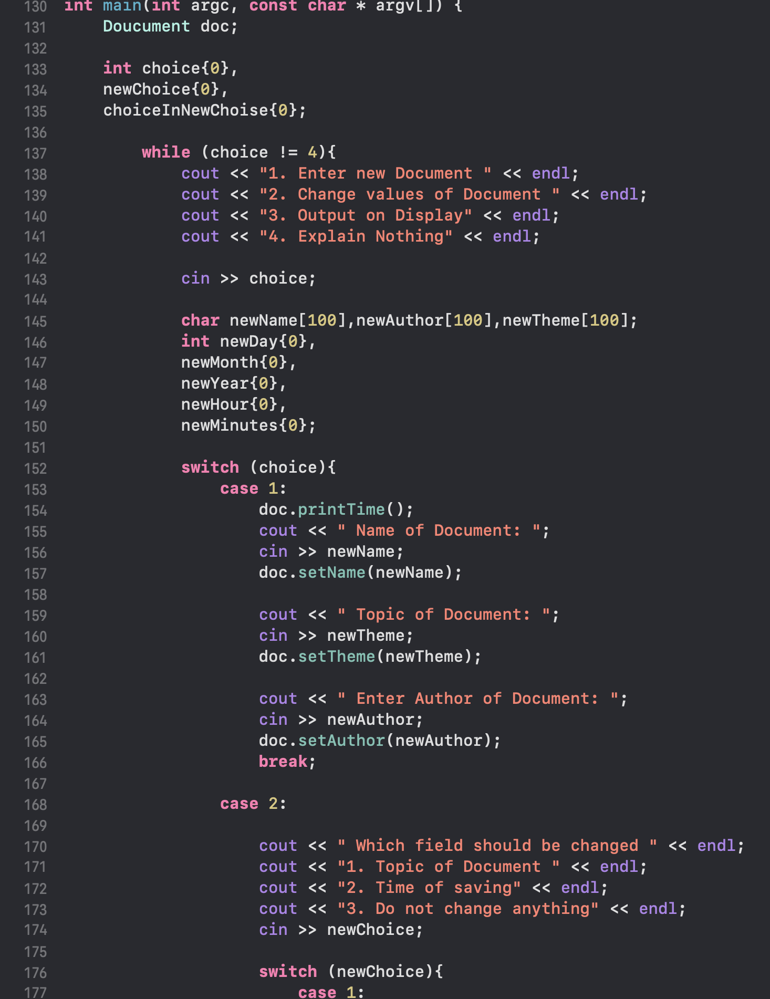 130 int main(int argc, const char * argv[]) {
131     Doucument doc;
132
133     int choice{0},
134     newChoice{0},
135     choiceInNewChoise{0};
136
137         while (choice != 4){
138             cout << "1. Enter new Document " << endl;
139             cout << "2. Change values of Document " << endl;
140             cout << "3. Output on Display" << endl;
141             cout << "4. Explain Nothing" << endl;
142
143             cin >> choice;
144
145             char newName[100],newAuthor[100],newTheme[100];
146             int newDay{0},
147             newMonth{0},
148             newYear{0},
149             newHour{0},
150             newMinutes{0};
151
152             switch (choice){
153                 case 1:
154                     doc.printTime();
155                     cout << " Name of Document: ";
156                     cin >> newName;
157                     doc.setName(newName);
158
159                     cout << " Topic of Document: ";
160                     cin >> newTheme;
161                     doc.setTheme(newTheme);
162
163                     cout << " Enter Author of Document: ";
164                     cin >> newAuthor;
165                     doc.setAuthor(newAuthor);
166                     break;
167
168                 case 2:
169
170                     cout << " Which field should be changed " << endl;
171                     cout << "1. Topic of Document " << endl;
172                     cout << "2. Time of saving" << endl;
173                     cout << "3. Do not change anything" << endl;
174                     cin >> newChoice;
175
176                     switch (newChoice){
177                         case 1: